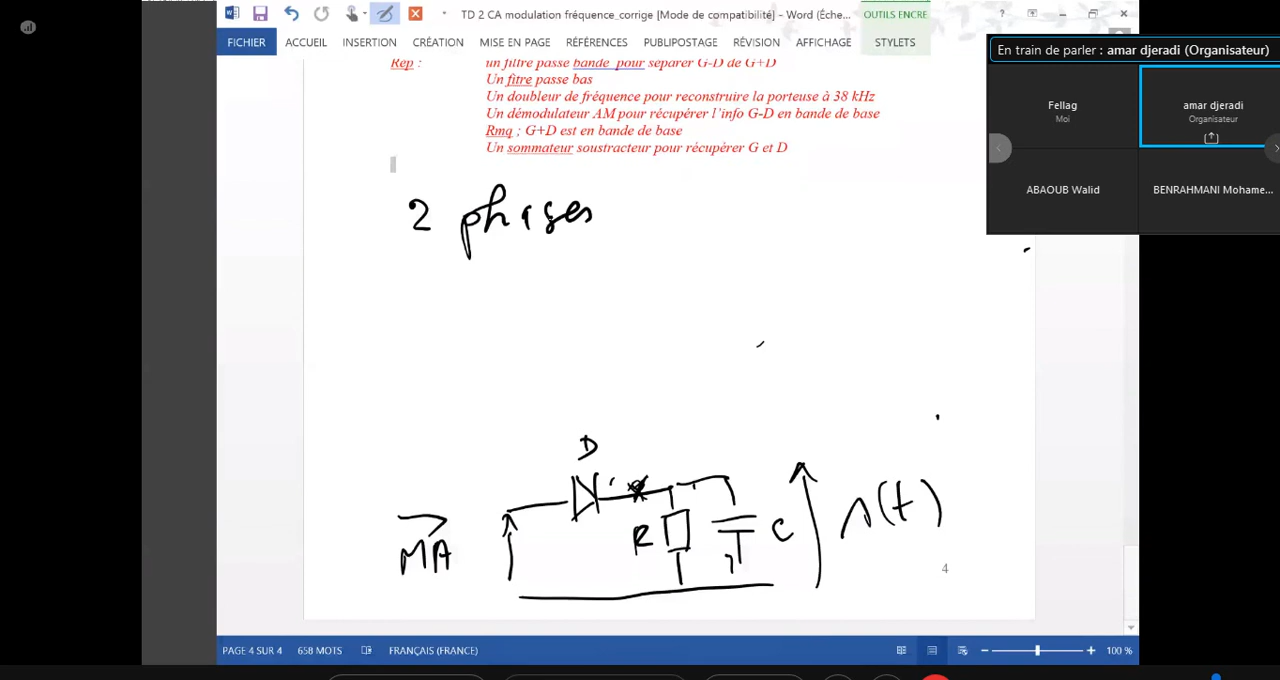 TD 2 CA modulation fréquence_corrige [Mode de compatibilité] - Word (Éche...
OUTILS ENCRE
FICHIER ACCUEIL INSERTION CRÉATION MISE EN PAGE RÉFÉRENCES PUBLIPOSTAGE RÉVISION AFFICHAGE STYLETS
En train de parler : amar djeradi (Organisateur)
Fellag
Moi
amar djeradi
Organisateur
ABAOUB Walid
BENRAHMANI Mohame...
Rep : un filtre passe bande pour séparer G-D de G+D
Un fitre passe bas
Un doubleur de fréquence pour reconstruire la porteuse à 38 kHz
Un démodulateur AM pour récupérer l'info G-D en bande de base
Rmq ; G+D est en bande de base
Un sommateur soustracteur pour récupérer G et D
2 phases
D
MA
R
C
s(t)
4
PAGE 4 SUR 4 658 MOTS FRANÇAIS (FRANCE) 100 %